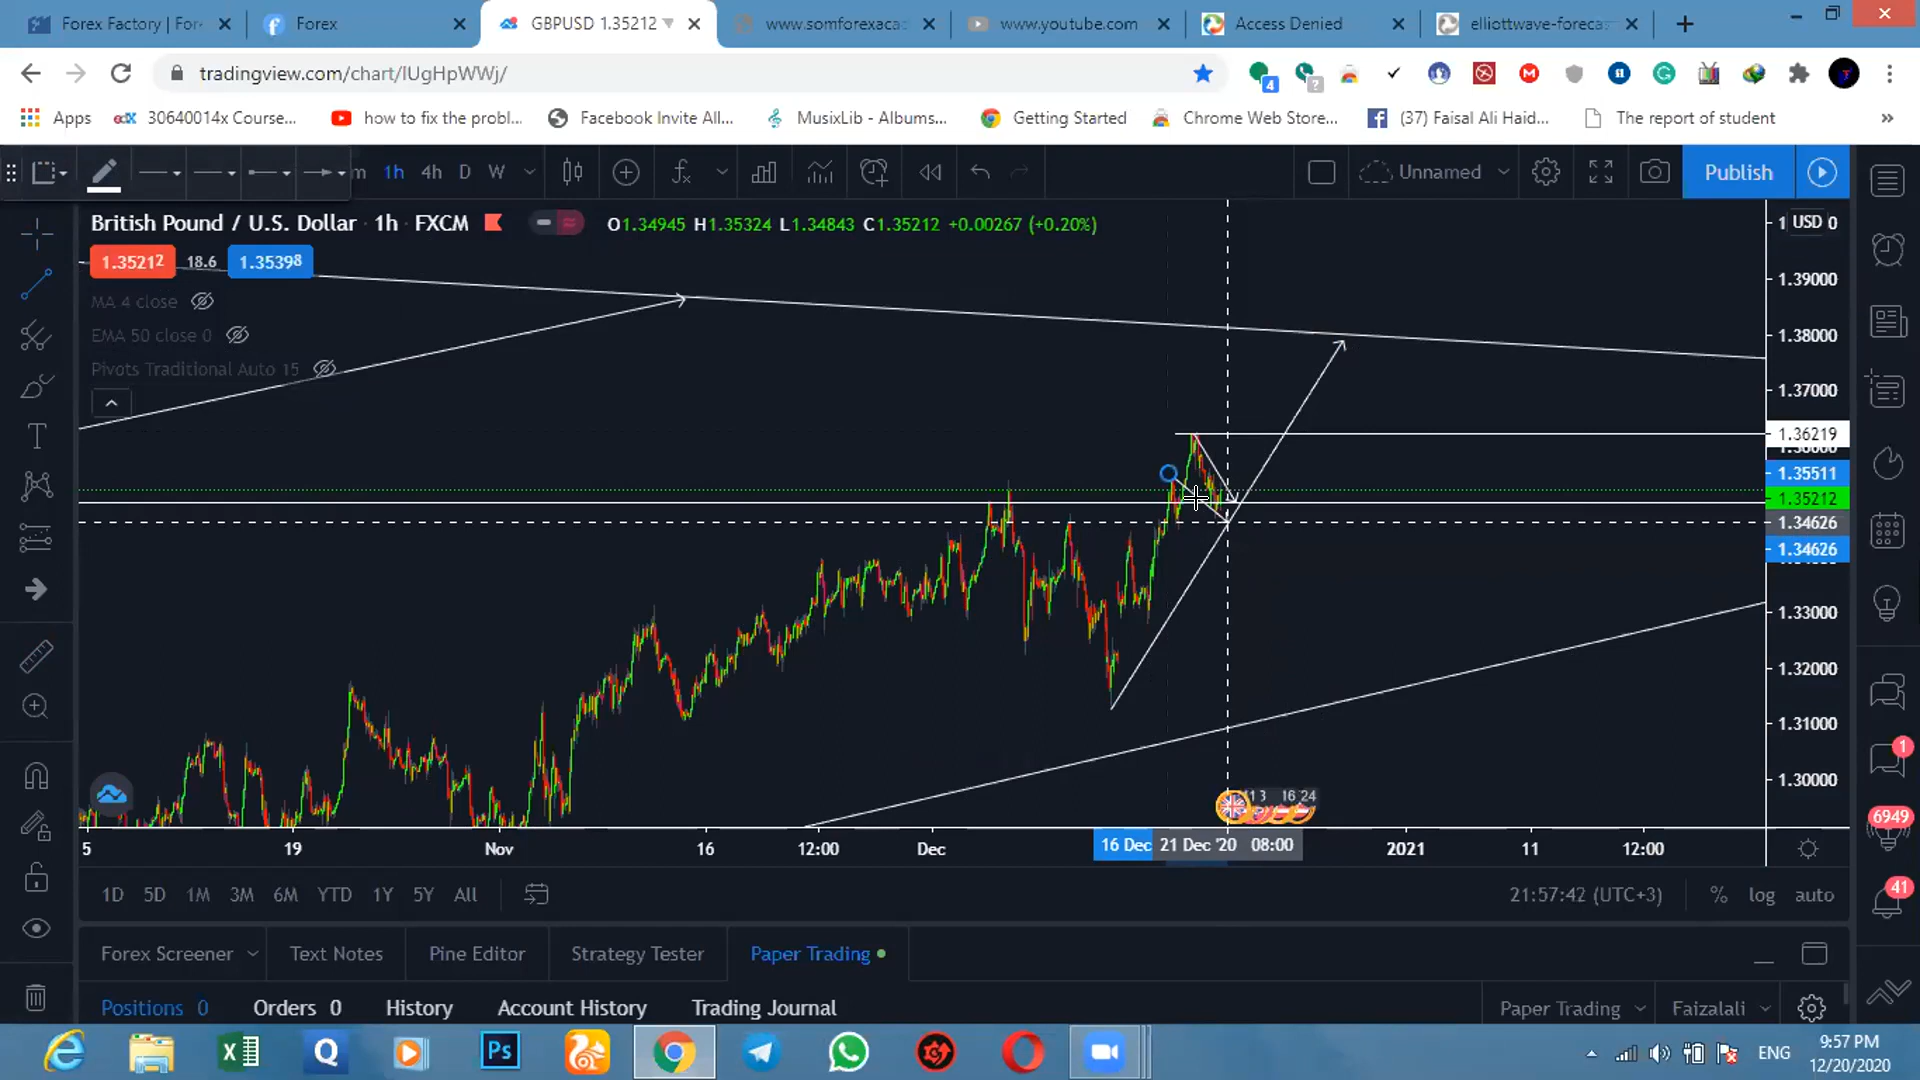 Forex Factory | For
Forex
GBPUSD 1.35212
www.somforexaca
www.youtube.com
Access Denied
elliottwave-forecas
tradingview.com/chart/IUgHpWWj/
4
?
Apps
edX
30640014x Course...
how to fix the probl...
Facebook Invite All...
MusixLib - Albums...
Getting Started
Chrome Web Store...
(37) Faisal Ali Haid...
The report of student
»
m
1h
4h
D
W
Unnamed
Publish
British Pound / U.S. Dollar · 1h · FXCM
O1.34945 H1.35324 L1.34843 C1.35212 +0.00267 (+0.20%)
1.35212
18.6
1.35398
MA 4 close
EMA 50 close 0
Pivots Traditional Auto 15
USD
1.39000
1.38000
1.37000
1.36219
1.35511
1.35212
1.34626
1.34626
1.33000
1.32000
1.31000
1.30000
16 24
5
19
Nov
16
12:00
Dec
16 Dec
21 Dec '20 08:00
2021
11
12:00
1D
5D
1M
3M
6M
YTD
1Y
5Y
All
21:57:42 (UTC+3)
%
log
auto
1
6949
41
Forex Screener
Text Notes
Pine Editor
Strategy Tester
Paper Trading
Positions 0
Orders 0
History
Account History
Trading Journal
Paper Trading
Faizalali
Q
Ps
ENG
9:57 PM
12/20/2020